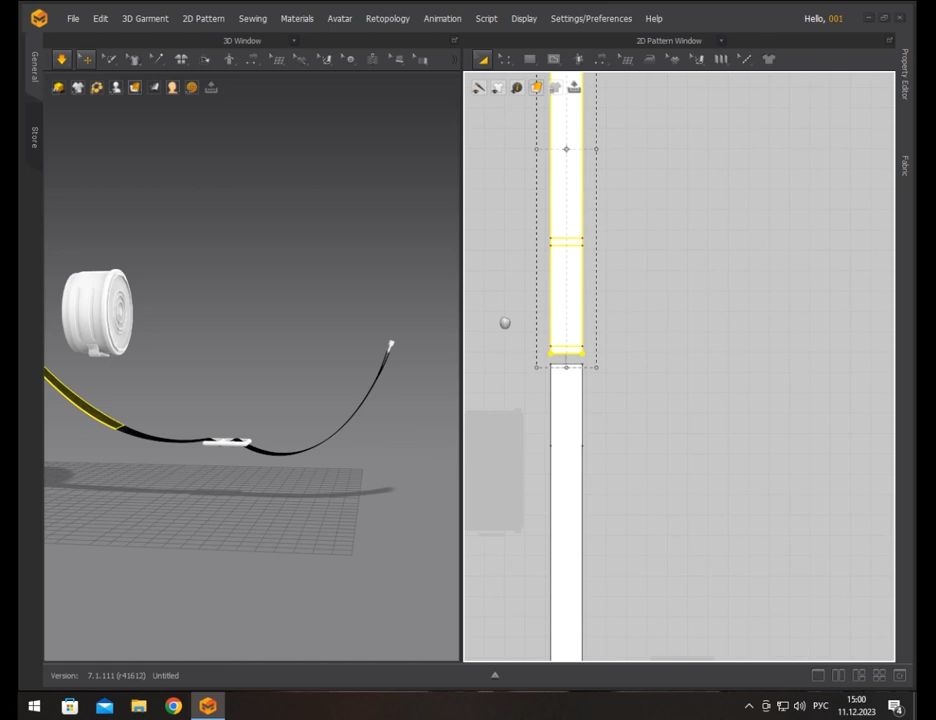 File Edit 3D Garment 2D Pattern Sewing Materials Avatar Retopology Animation Script Display Settings/Preferences Help Hello, 001
3D Window
2D Pattern Window
General
Store
Property Editor
Fabric
Version: 7.1.111 (r41612) Untitled
РУС
15:00
11.12.2023
4